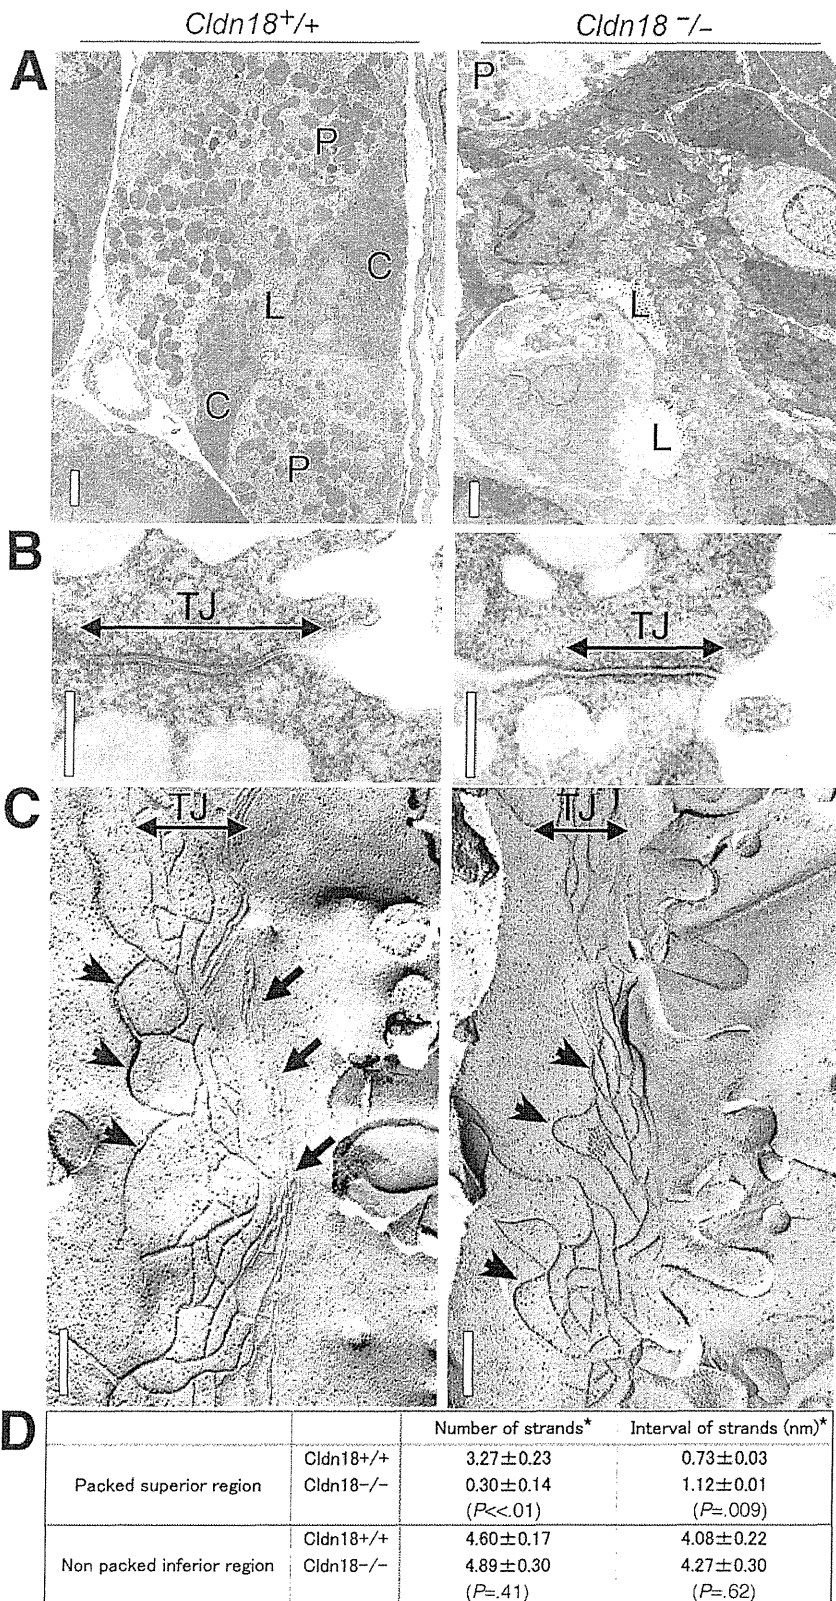 Cldn18+/+ Cldn18 −/−
A
P P
C
L L
C L
P
B
TJ TJ
C
TJ TJ
D
Number of strands* Interval of strands (nm)*
Packed superior region Cldn18+/+ 3.27±0.23 0.73±0.03
Cldn18−/− 0.30±0.14 1.12±0.01
(P<<.01) (P=.009)
Non packed inferior region Cldn18+/+ 4.60±0.17 4.08±0.22
Cldn18−/− 4.89±0.30 4.27±0.30
(P=.41) (P=.62)